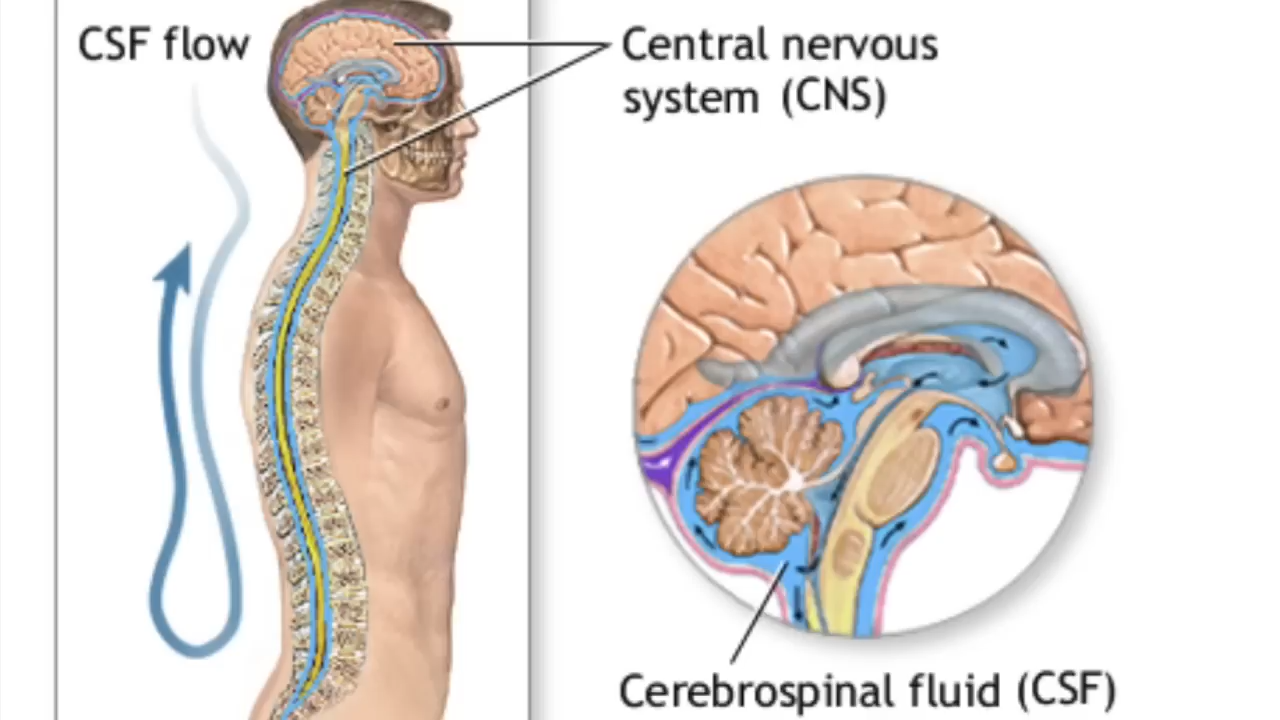 CSF flow
Central nervous
system (CNS)
Cerebrospinal fluid (CSF)